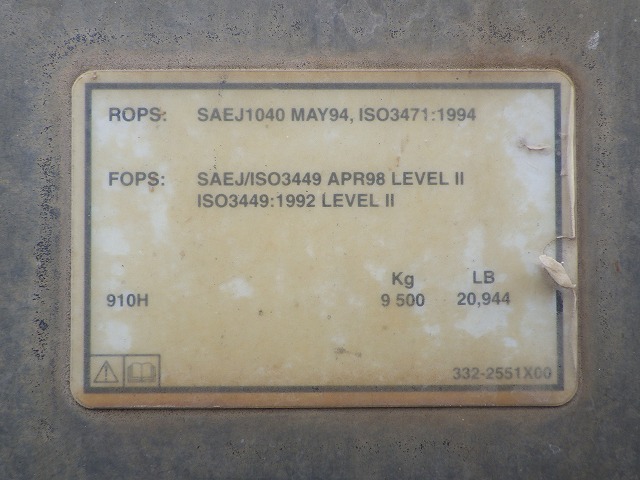 ROPS: SAEJ1040 MAY94, ISO3471:1994
FOPS: SAEJ/ISO3449 APR98 LEVEL II
ISO3449:1992 LEVEL II
Kg LB
910H 9 500 20,944
332-2551X00